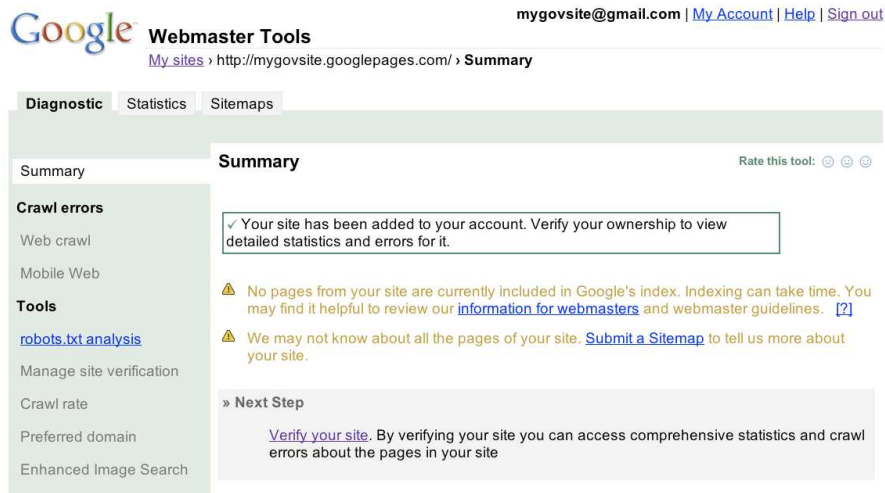 mygovsite@gmail.com | My Account | Help | Sign out
Google Webmaster Tools
My sites › http://mygovsite.googlepages.com/ › Summary
Diagnostic Statistics Sitemaps
Summary
Crawl errors
Web crawl
Mobile Web
Tools
robots.txt analysis
Manage site verification
Crawl rate
Preferred domain
Enhanced Image Search
Summary
Rate this tool:
✓ Your site has been added to your account. Verify your ownership to view
detailed statistics and errors for it.
No pages from your site are currently included in Google's index. Indexing can take time. You
may find it helpful to review our information for webmasters and webmaster guidelines. [?]
We may not know about all the pages of your site. Submit a Sitemap to tell us more about
your site.
» Next Step
Verify your site. By verifying your site you can access comprehensive statistics and crawl
errors about the pages in your site